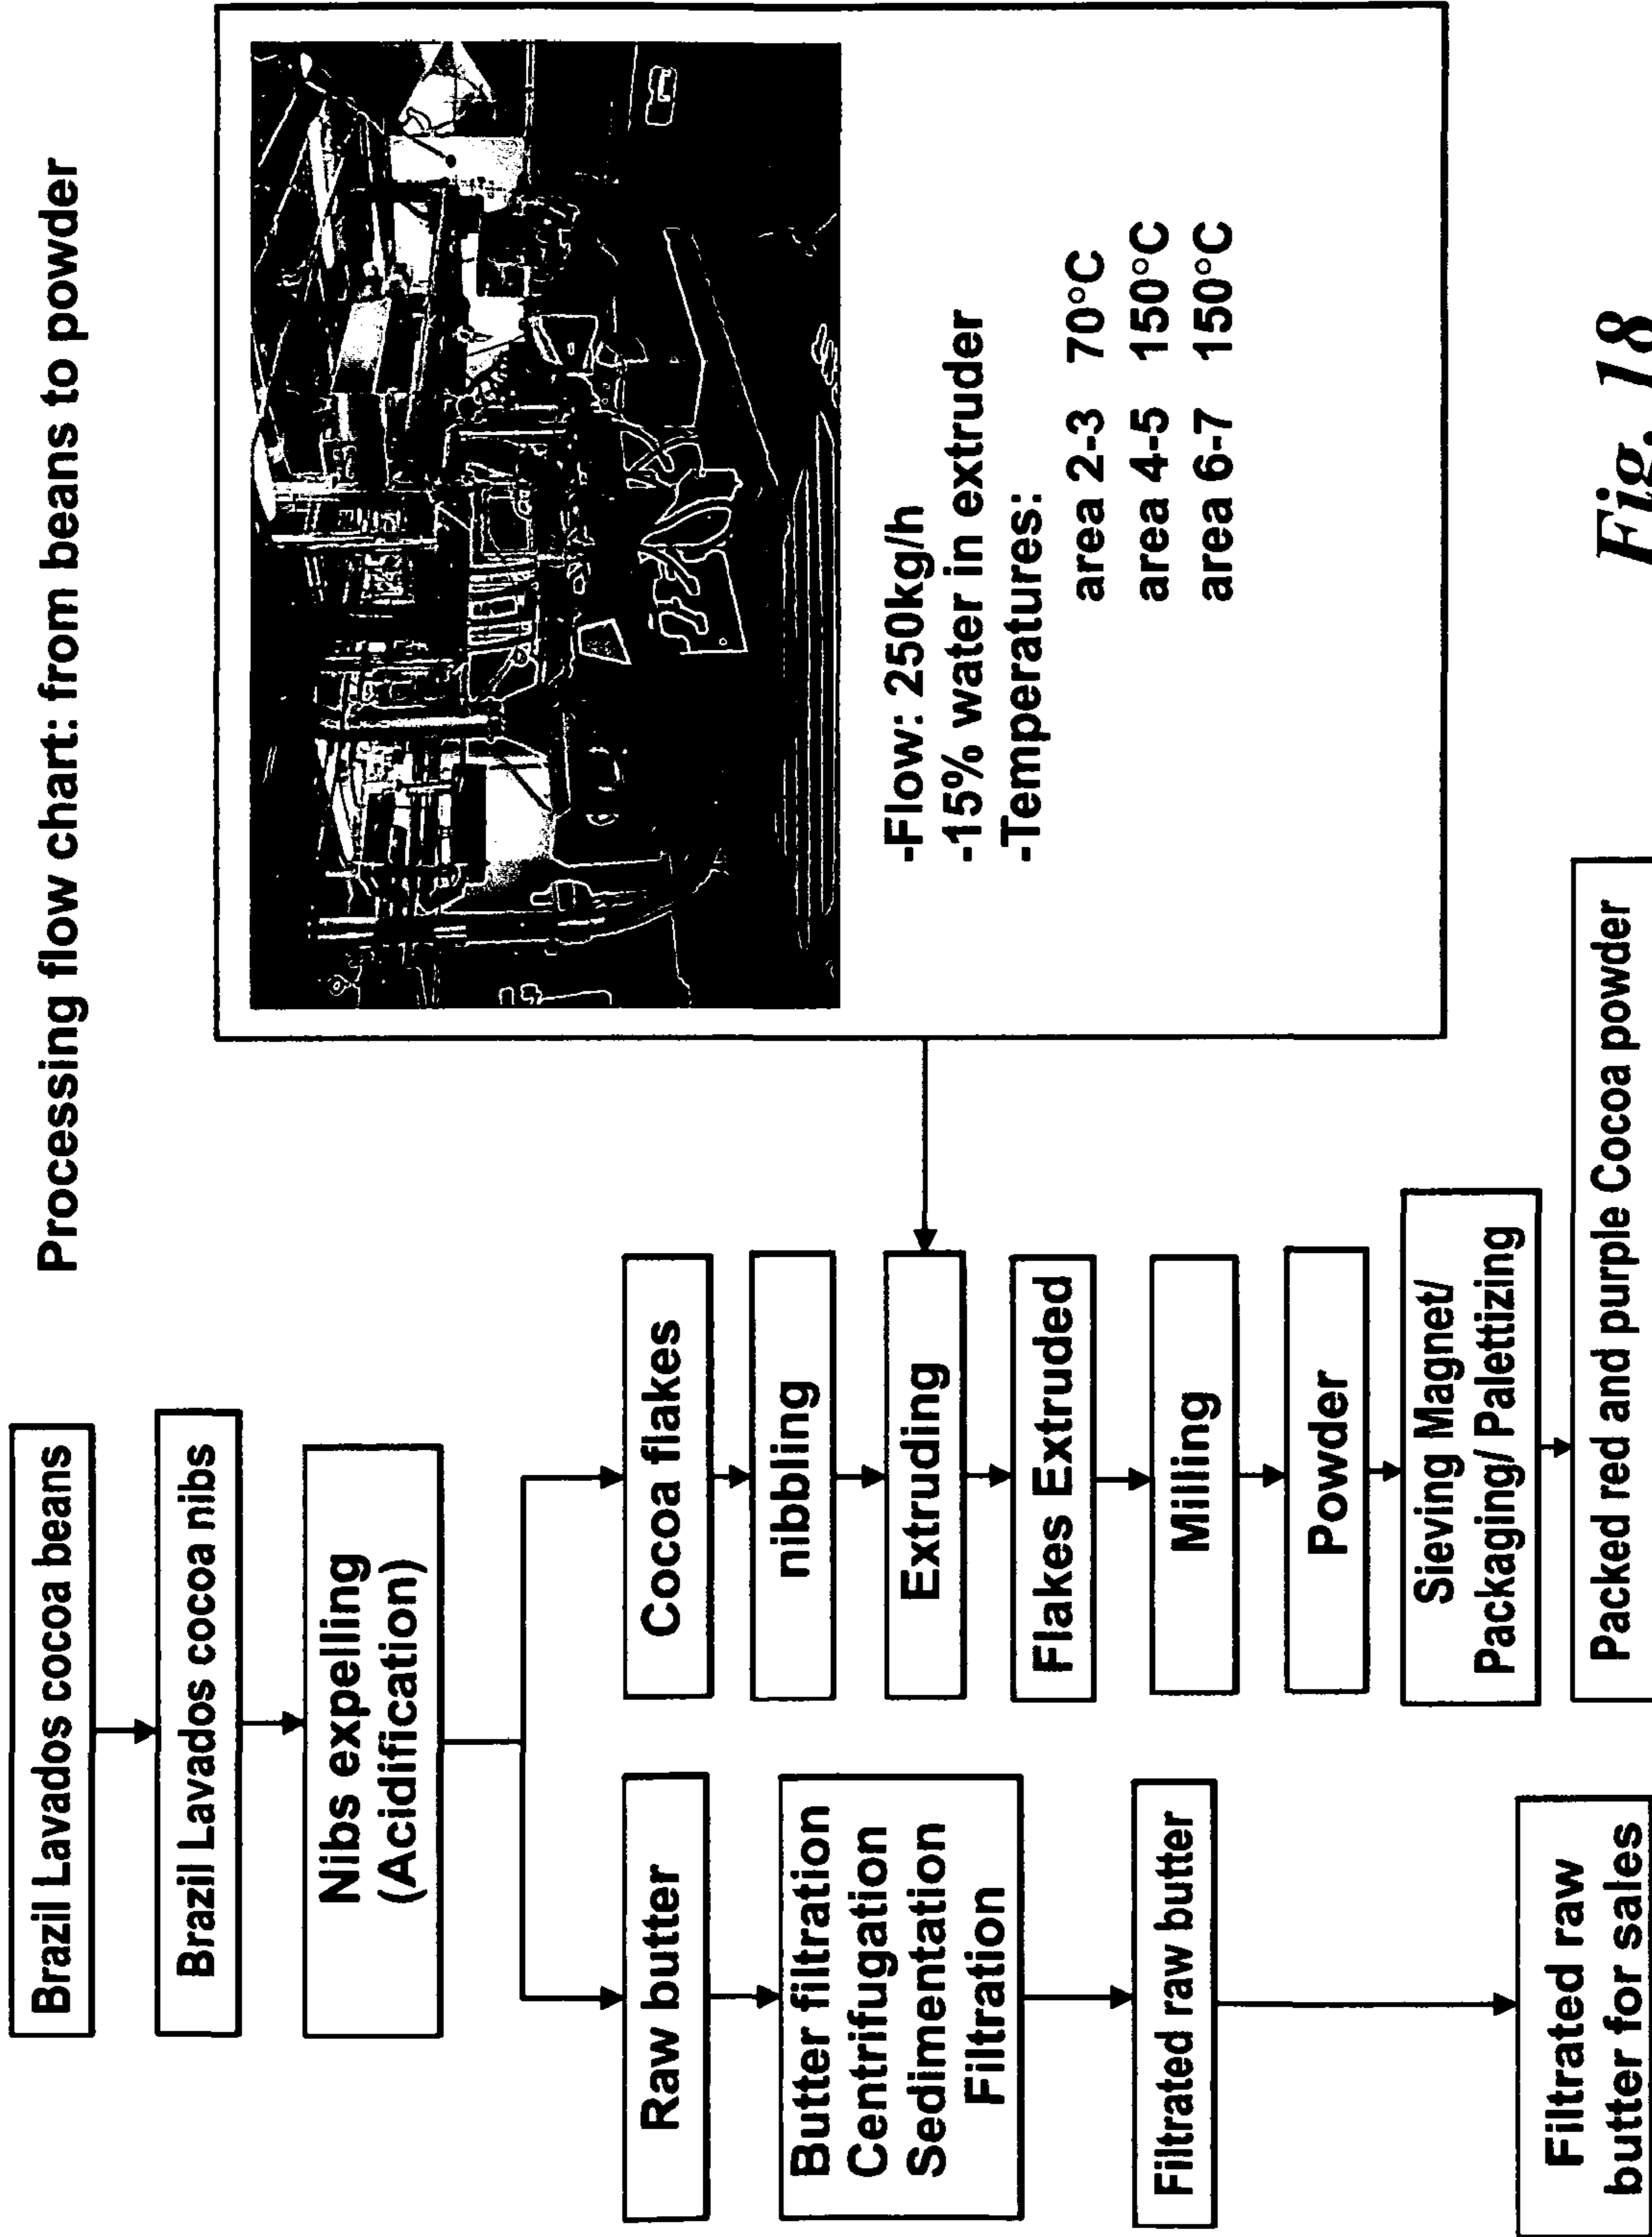 Processing flow chart: from beans to powder
Brazil Lavados cocoa beans
Brazil Lavados cocoa nibs
Nibs expelling
(Acidification)
Raw butter
Butter filtration
Centrifugation
Sedimentation
Filtration
Filtrated raw butter
Filtrated raw
butter for sales
Cocoa flakes
nibbling
Extruding
Flakes Extruded
Milling
Powder
Sieving Magnet/
Packaging/ Palettizing
Packed red and purple Cocoa powder
-Flow: 250kg/h
-15% water in extruder
-Temperatures:
area 2-3 70°C
area 4-5 150°C
area 6-7 150°C
Fig. 18